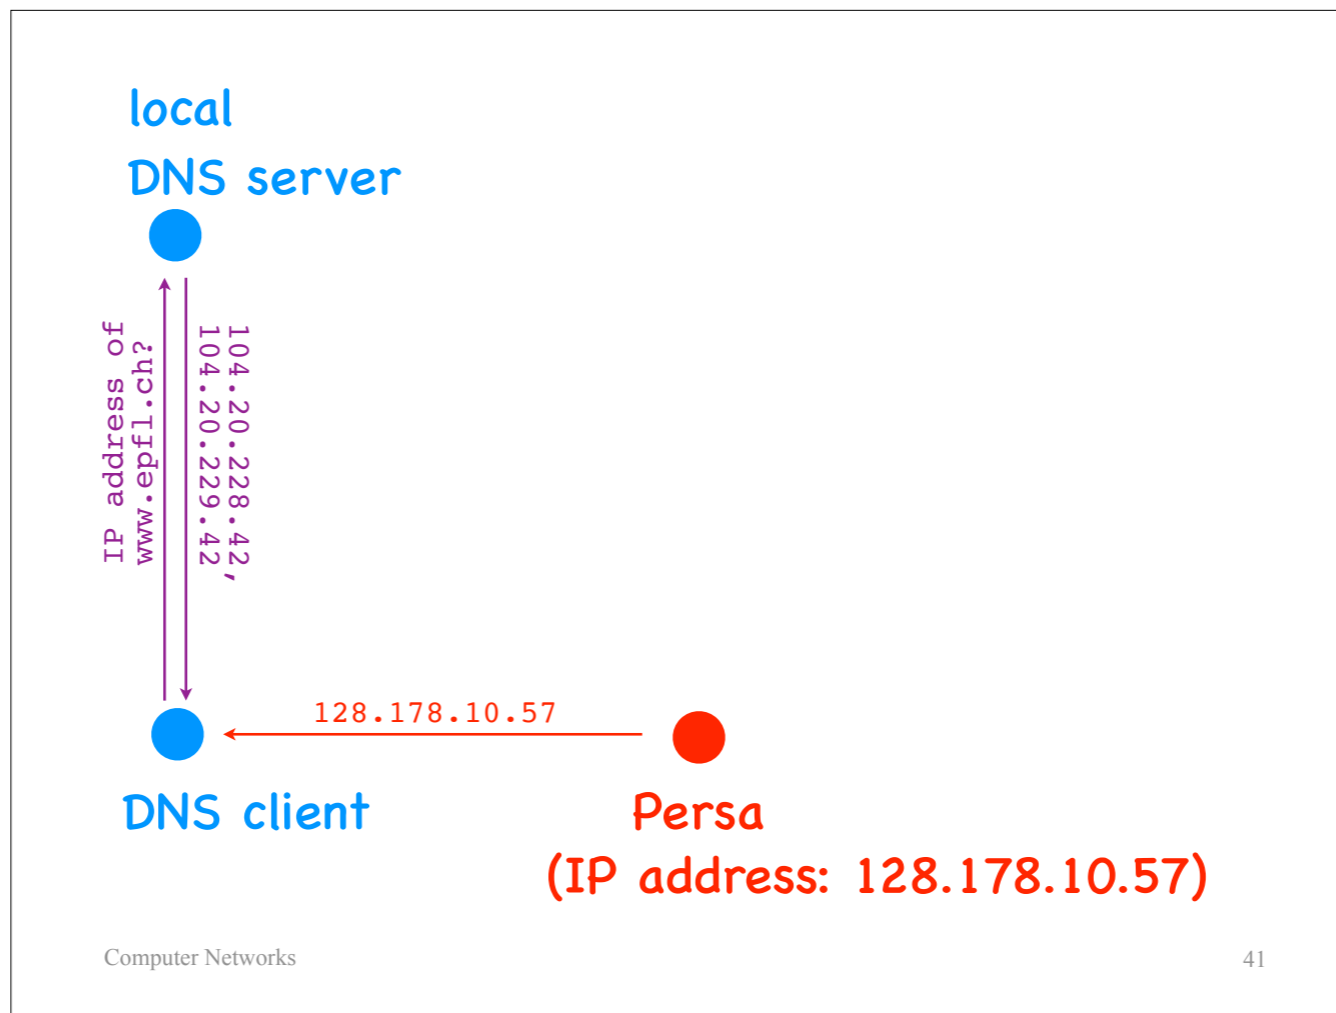 local
DNS server
IP address of
www.epfl.ch?
104.20.228.42,
104.20.229.42
128.178.10.57
DNS client
Persa
(IP address: 128.178.10.57)
Computer Networks
41